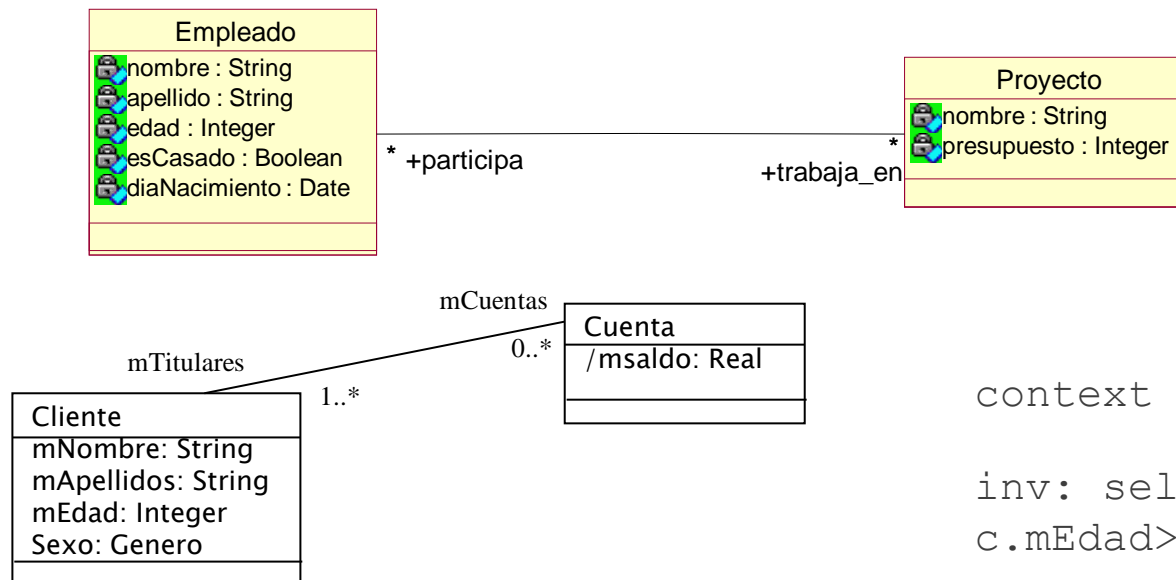 Empleado
nombre : String
apellido : String
edad : Integer
esCasado : Boolean
diaNacimiento : Date
* +participa
*
+trabaja_en
Proyecto
nombre : String
presupuesto : Integer
mCuentas
0..*
mTitulares
1..*
Cuenta
/msaldo: Real
Cliente
mNombre: String
mApellidos: String
mEdad: Integer
Sexo: Genero
context
inv: sel
c.mEdad>